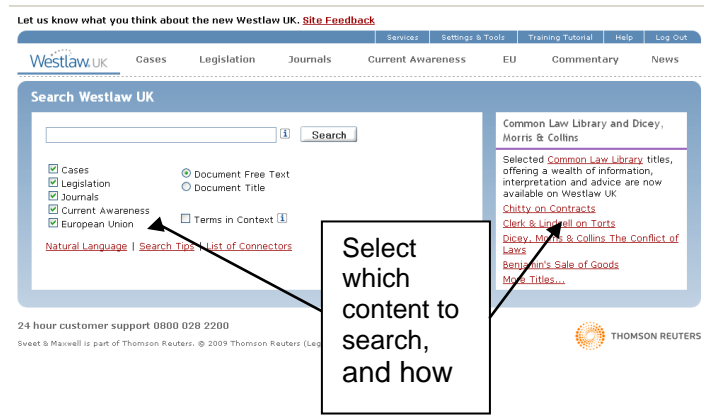 Let us know what you think about the new Westlaw UK. Site Feedback
Services Settings & Tools Training Tutorial Help Log Out
Westlaw.UK Cases Legislation Journals Current Awareness EU Commentary News
Search Westlaw UK
i Search
Cases
Legislation
Journals
Current Awareness
European Union
Document Free Text
Document Title
Terms in Context i
Natural Language | Search Tips | List of Connectors
Common Law Library and Dicey,
Morris & Collins
Selected Common Law Library titles,
offering a wealth of information,
interpretation and advice are now
available on Westlaw UK
Chitty on Contracts
Clerk & Lindsell on Torts
Dicey, Morris & Collins The Conflict of
Laws
Benjamin's Sale of Goods
More Titles...
Select
which
content to
search,
and how
24 hour customer support 0800 028 2200
Sweet & Maxwell is part of Thomson Reuters. © 2009 Thomson Reuters (Leg
THOMSON REUTERS